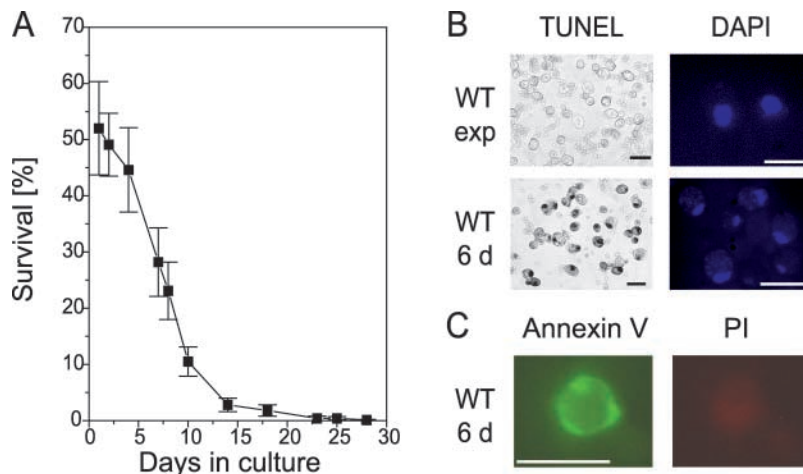 A
Survival [%]
70
60
50
40
30
20
10
0
0 5 10 15 20 25 30
Days in culture
B
TUNEL DAPI
WT
exp
WT
6 d
C
Annexin V PI
WT
6 d